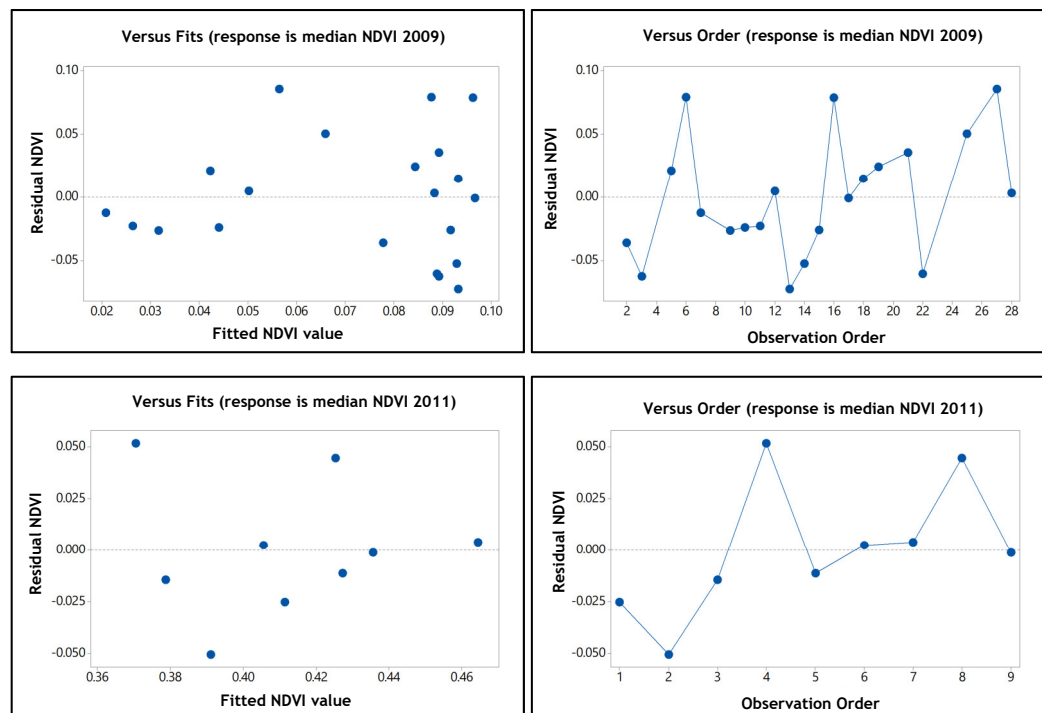 Versus Fits (response is median NDVI 2009)
0.10
0.05
0.00
-0.05
Residual NDVI
0.02 0.03 0.04 0.05 0.06 0.07 0.08 0.09 0.10
Fitted NDVI value
Versus Order (response is median NDVI 2009)
0.10
0.05
0.00
-0.05
Residual NDVI
2 4 6 8 10 12 14 16 18 20 22 24 26 28
Observation Order
Versus Fits (response is median NDVI 2011)
0.050
0.025
0.000
-0.025
-0.050
Residual NDVI
0.36 0.38 0.40 0.42 0.44 0.46
Fitted NDVI value
Versus Order (response is median NDVI 2011)
0.050
0.025
0.000
-0.025
-0.050
Residual NDVI
1 2 3 4 5 6 7 8 9
Observation Order